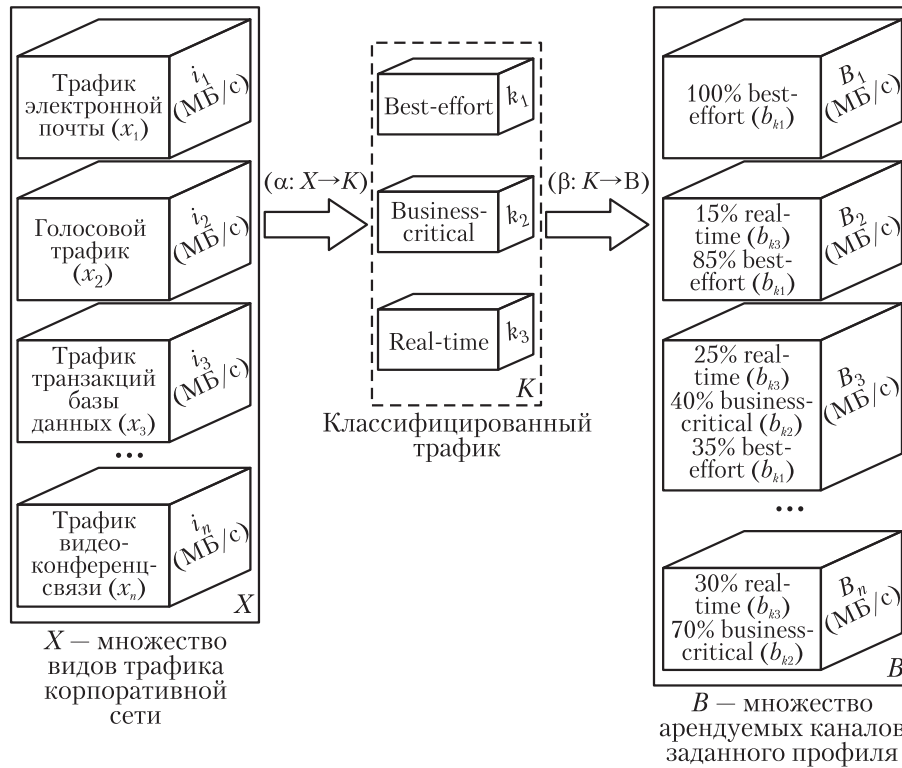 Трафик
электронной
почты (x₁)
i₁
(МБ/с)
Голосовой
трафик
(x₂)
i₂
(МБ/с)
Трафик
транзакций
базы
данных (x₃)
i₃
(МБ/с)
...
Трафик
видео-
конференц-
связи (xₙ)
iₙ
(МБ/с)
X
X — множество
видов трафика
корпоративной
сети
(α: X→K)
Best-effort
k₁
Business-
critical
k₂
Real-time
k₃
K
Классифицированный
трафик
(β: K→B)
100% best-
effort (bₖ₁)
B₁
(МБ/с)
15% real-
time (bₖ₃)
85% best-
effort (bₖ₁)
B₂
(МБ/с)
25% real-
time (bₖ₃)
40% business-
critical (bₖ₂)
35% best-
effort (bₖ₁)
B₃
(МБ/с)
...
30% real-
time (bₖ₃)
70% business-
critical (bₖ₂)
Bₙ
(МБ/с)
B
B — множество
арендуемых каналов
заданного профиля